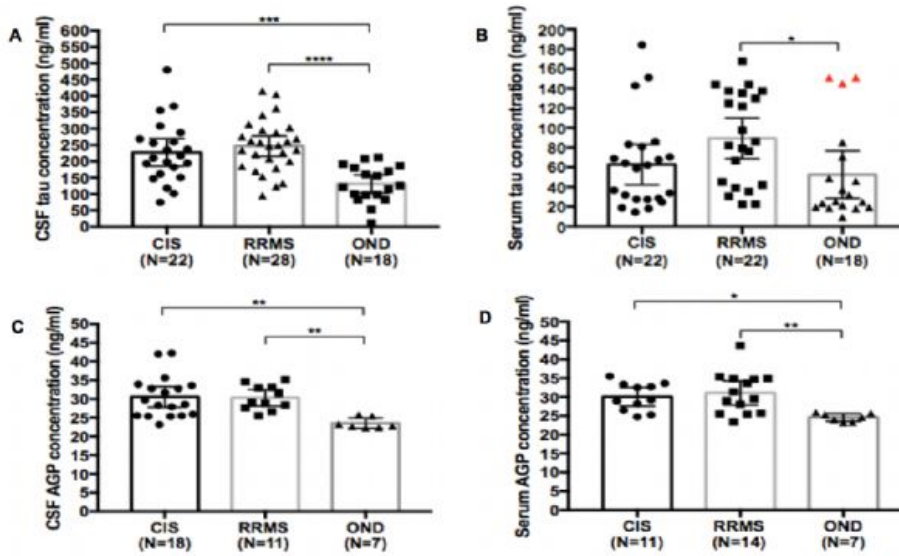 A
CSF tau concentration (ng/ml)
600
550
500
450
400
350
300
250
200
150
100
50
0
***
****
CIS
(N=22)
RRMS
(N=28)
OND
(N=18)
B
Serum tau concentration (ng/ml)
200
180
160
140
120
100
80
60
40
20
0
*
CIS
(N=22)
RRMS
(N=22)
OND
(N=18)
C
CSF AGP concentration (ng/ml)
50
45
40
35
30
25
20
15
10
5
0
**
**
CIS
(N=18)
RRMS
(N=11)
OND
(N=7)
D
Serum AGP concentration (ng/ml)
50
45
40
35
30
25
20
15
10
5
0
*
**
CIS
(N=11)
RRMS
(N=14)
OND
(N=7)